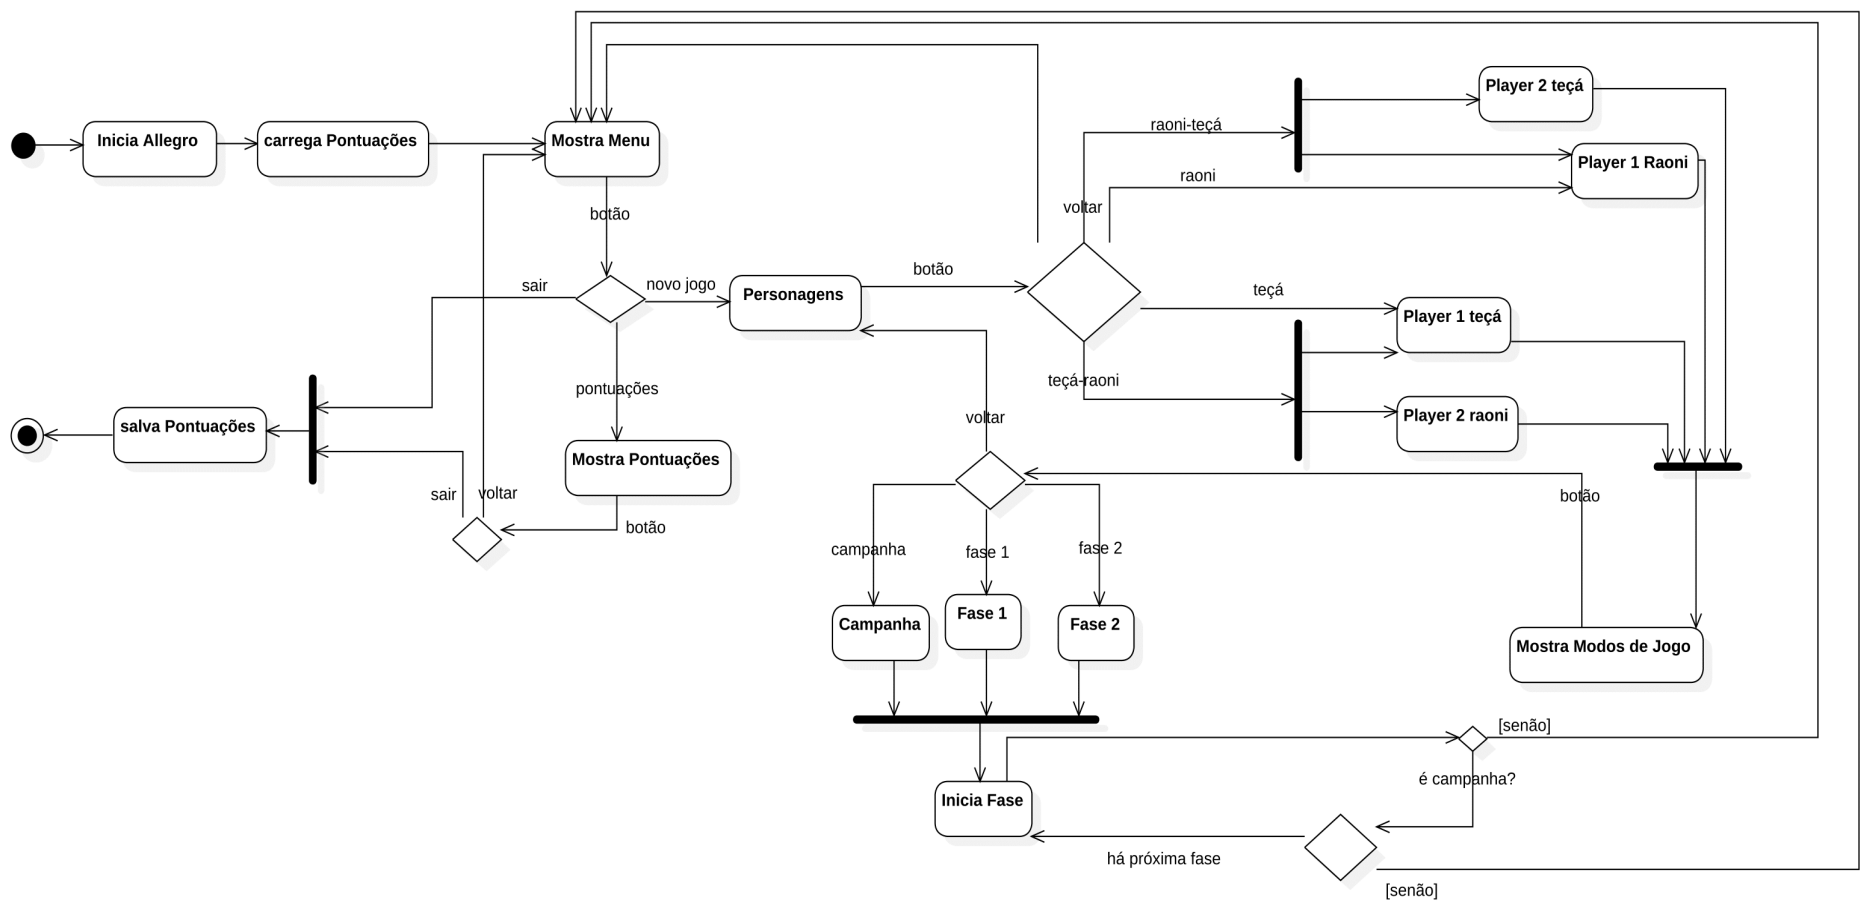 Player 2 teçá
raoni-teçá
Inicia Allegro
carrega Pontuações
Mostra Menu
Player 1 Raoni
raoni
botão
voltar
botão
sair
novo jogo
Personagens
teçá
Player 1 teçá
teçá-raoni
pontuações
voltar
Player 2 raoni
salva Pontuações
Mostra Pontuações
sair
voltar
botão
botão
campanha
fase 1
fase 2
Campanha
Fase 1
Fase 2
Mostra Modos de Jogo
[senão]
é campanha?
Inicia Fase
há próxima fase
[senão]